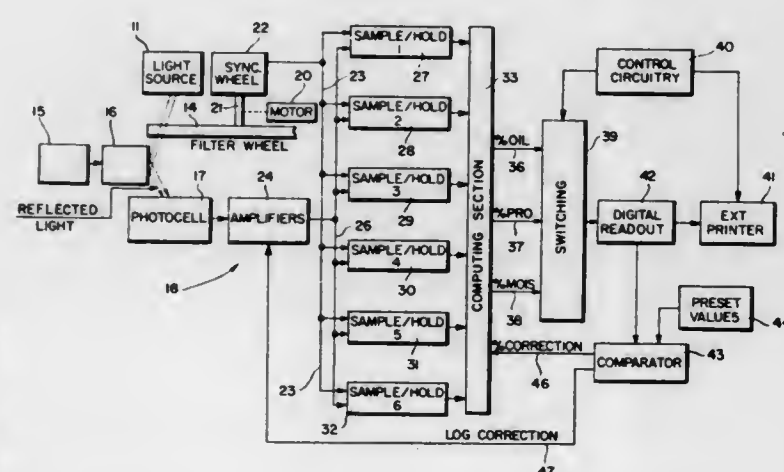 11
22
40
LIGHT
SOURCE
SYNC.
WHEEL
SAMPLE/HOLD
1
27
33
CONTROL
CIRCUITRY
23
20
21
MOTOR
14
15
16
SAMPLE/HOLD
2
28
39
FILTER WHEEL
%OIL
36
42
41
17
24
SAMPLE/HOLD
3
29
COMPUTING SECTION
SWITCHING
REFLECTED
LIGHT
PHOTOCELL
AMPLIFIERS
26
%PRO
37
DIGITAL
READOUT
EXT
PRINTER
18
SAMPLE/HOLD
4
30
%MOIS
38
PRESET
VALUES
44
SAMPLE/HOLD
5
31
%CORRECTION
46
COMPARATOR
43
23
SAMPLE/HOLD
6
32
LOG CORRECTION
47